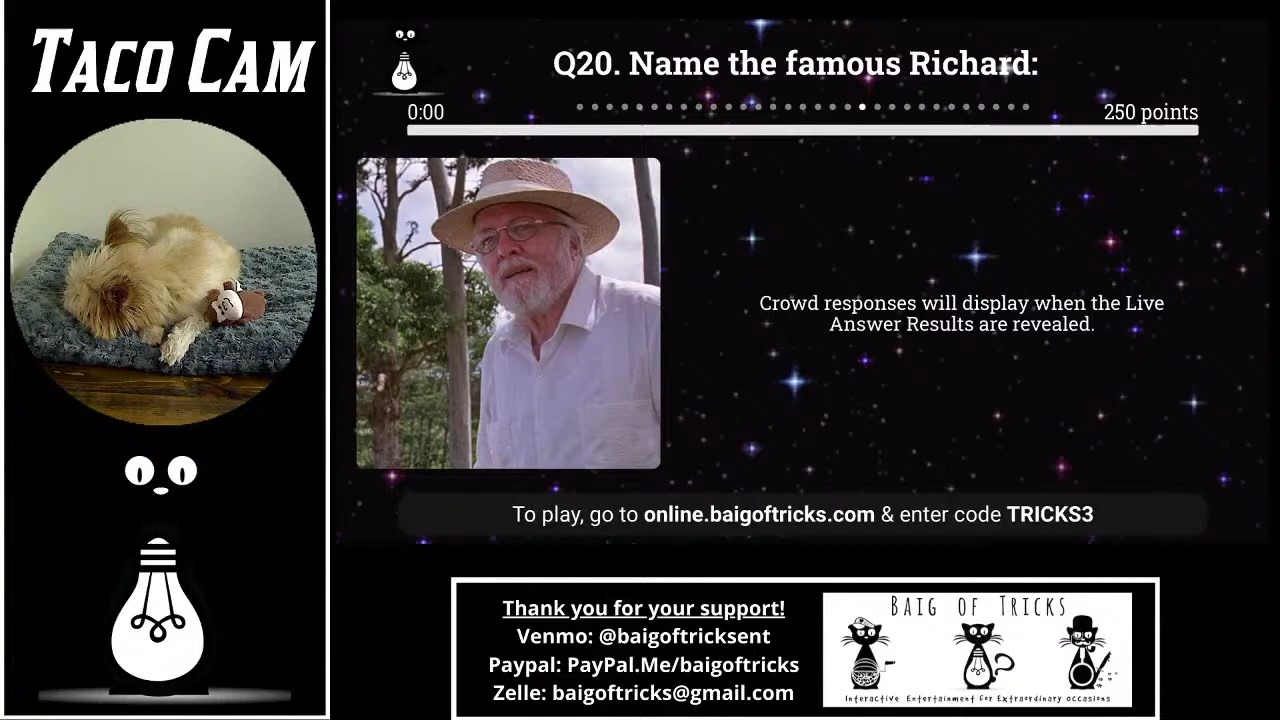 TACO CAM
Q20. Name the famous Richard:
0:00
250 points
Crowd responses will display when the Live
Answer Results are revealed.
To play, go to online.baigoftricks.com & enter code TRICKS3
Thank you for your support!
Venmo: @baigoftricksent
Paypal: PayPal.Me/baigoftricks
Zelle: baigoftricks@gmail.com
BAIG OF TRICKS
Interactive Entertainment for Extraordinary occasions